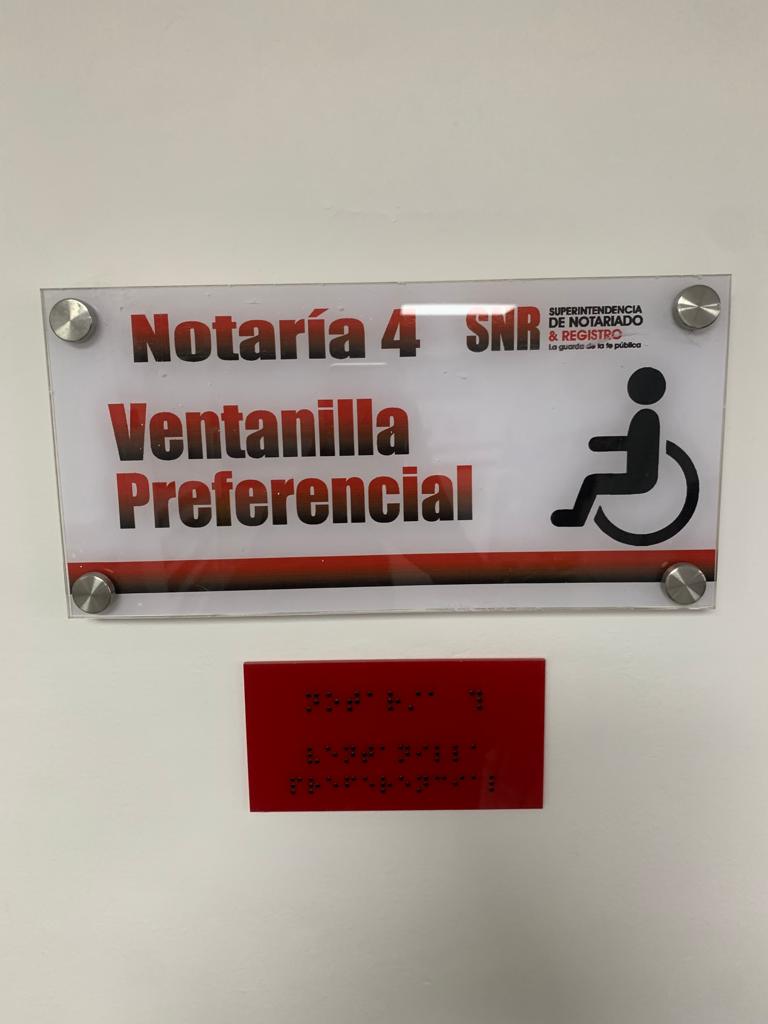 Notaría 4
SNR
SUPERINTENDENCIA
DE NOTARIADO
& REGISTRO
La guarda de la fe pública
Ventanilla
Preferencial